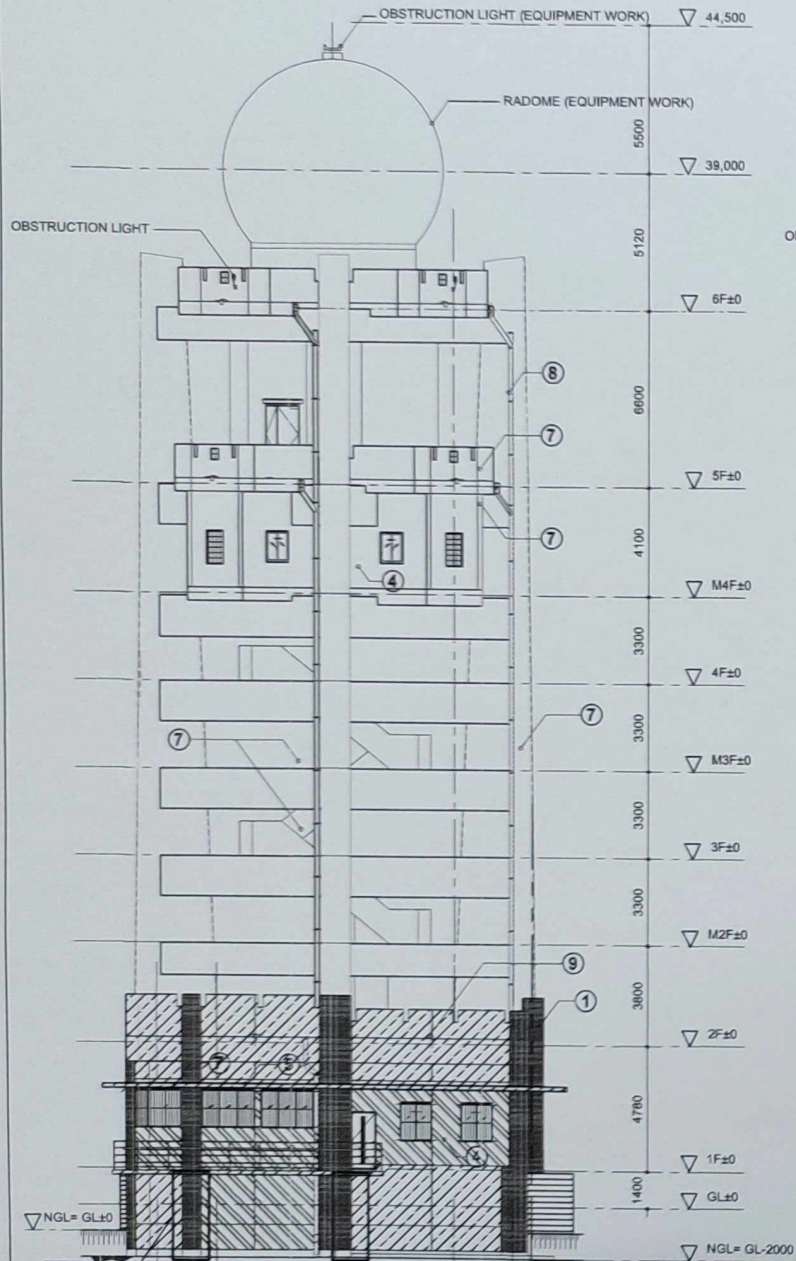 OBSTRUCTION LIGHT (EQUIPMENT WORK)
44,500
RADOME (EQUIPMENT WORK)
5500
39,000
OBSTRUCTION LIGHT
5120
6F±0
8
6600
7
5F±0
7
4100
4
M4F±0
3300
4F±0
7
7
3300
M3F±0
3300
3F±0
3300
M2F±0
9
3800
1
2F±0
7
4780
4
1F±0
1400
GL±0
NGL= GL±0
NGL= GL-2000